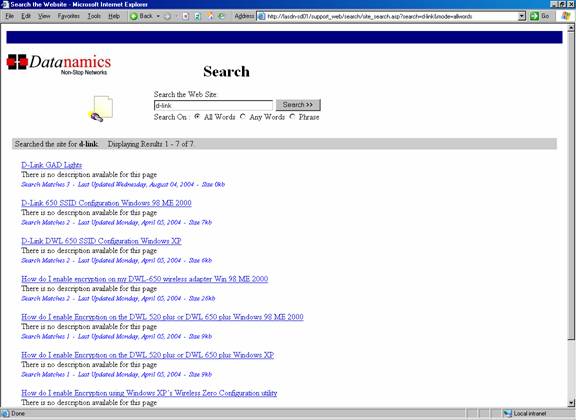 Search the Website - Microsoft Internet Explorer
File Edit View Favorites Tools Help Back Address http://lasdn-sd01/support_web/search/site_search.asp?search=d-link&mode=allwords Go
Datanamics
Non-Stop Networks
Search
Search the Web Site:
d-link Search >>
Search On : All Words Any Words Phrase
Searched the site for d-link. Displaying Results 1 - 7 of 7.
D-Link GAD Lights
There is no description available for this page
Search Matches 3 - Last Updated Wednesday, August 04, 2004 - Size 0kb
D-Link 650 SSID Configuration Windows 98 ME 2000
There is no description available for this page
Search Matches 2 - Last Updated Monday, April 05, 2004 - Size 7kb
D-Link DWL 650 SSID Configuration Windows XP
There is no description available for this page
Search Matches 2 - Last Updated Monday, April 05, 2004 - Size 6kb
How do I enable encryption on my DWL-650 wireless adapter Win 98 ME 2000
There is no description available for this page
Search Matches 2 - Last Updated Monday, April 05, 2004 - Size 26kb
How do I enable Encryption on the DWL 520 plus or DWL 650 plus Windows 98 ME 2000
There is no description available for this page
Search Matches 1 - Last Updated Monday, April 05, 2004 - Size 9kb
How do I enable Encryption on the DWL 520 plus or DWL 650 plus Windows XP
There is no description available for this page
Search Matches 1 - Last Updated Monday, April 05, 2004 - Size 9kb
How do I enable Encryption using Windows XP's Wireless Zero Configuration utility
There is no description available for this page
Done Local intranet